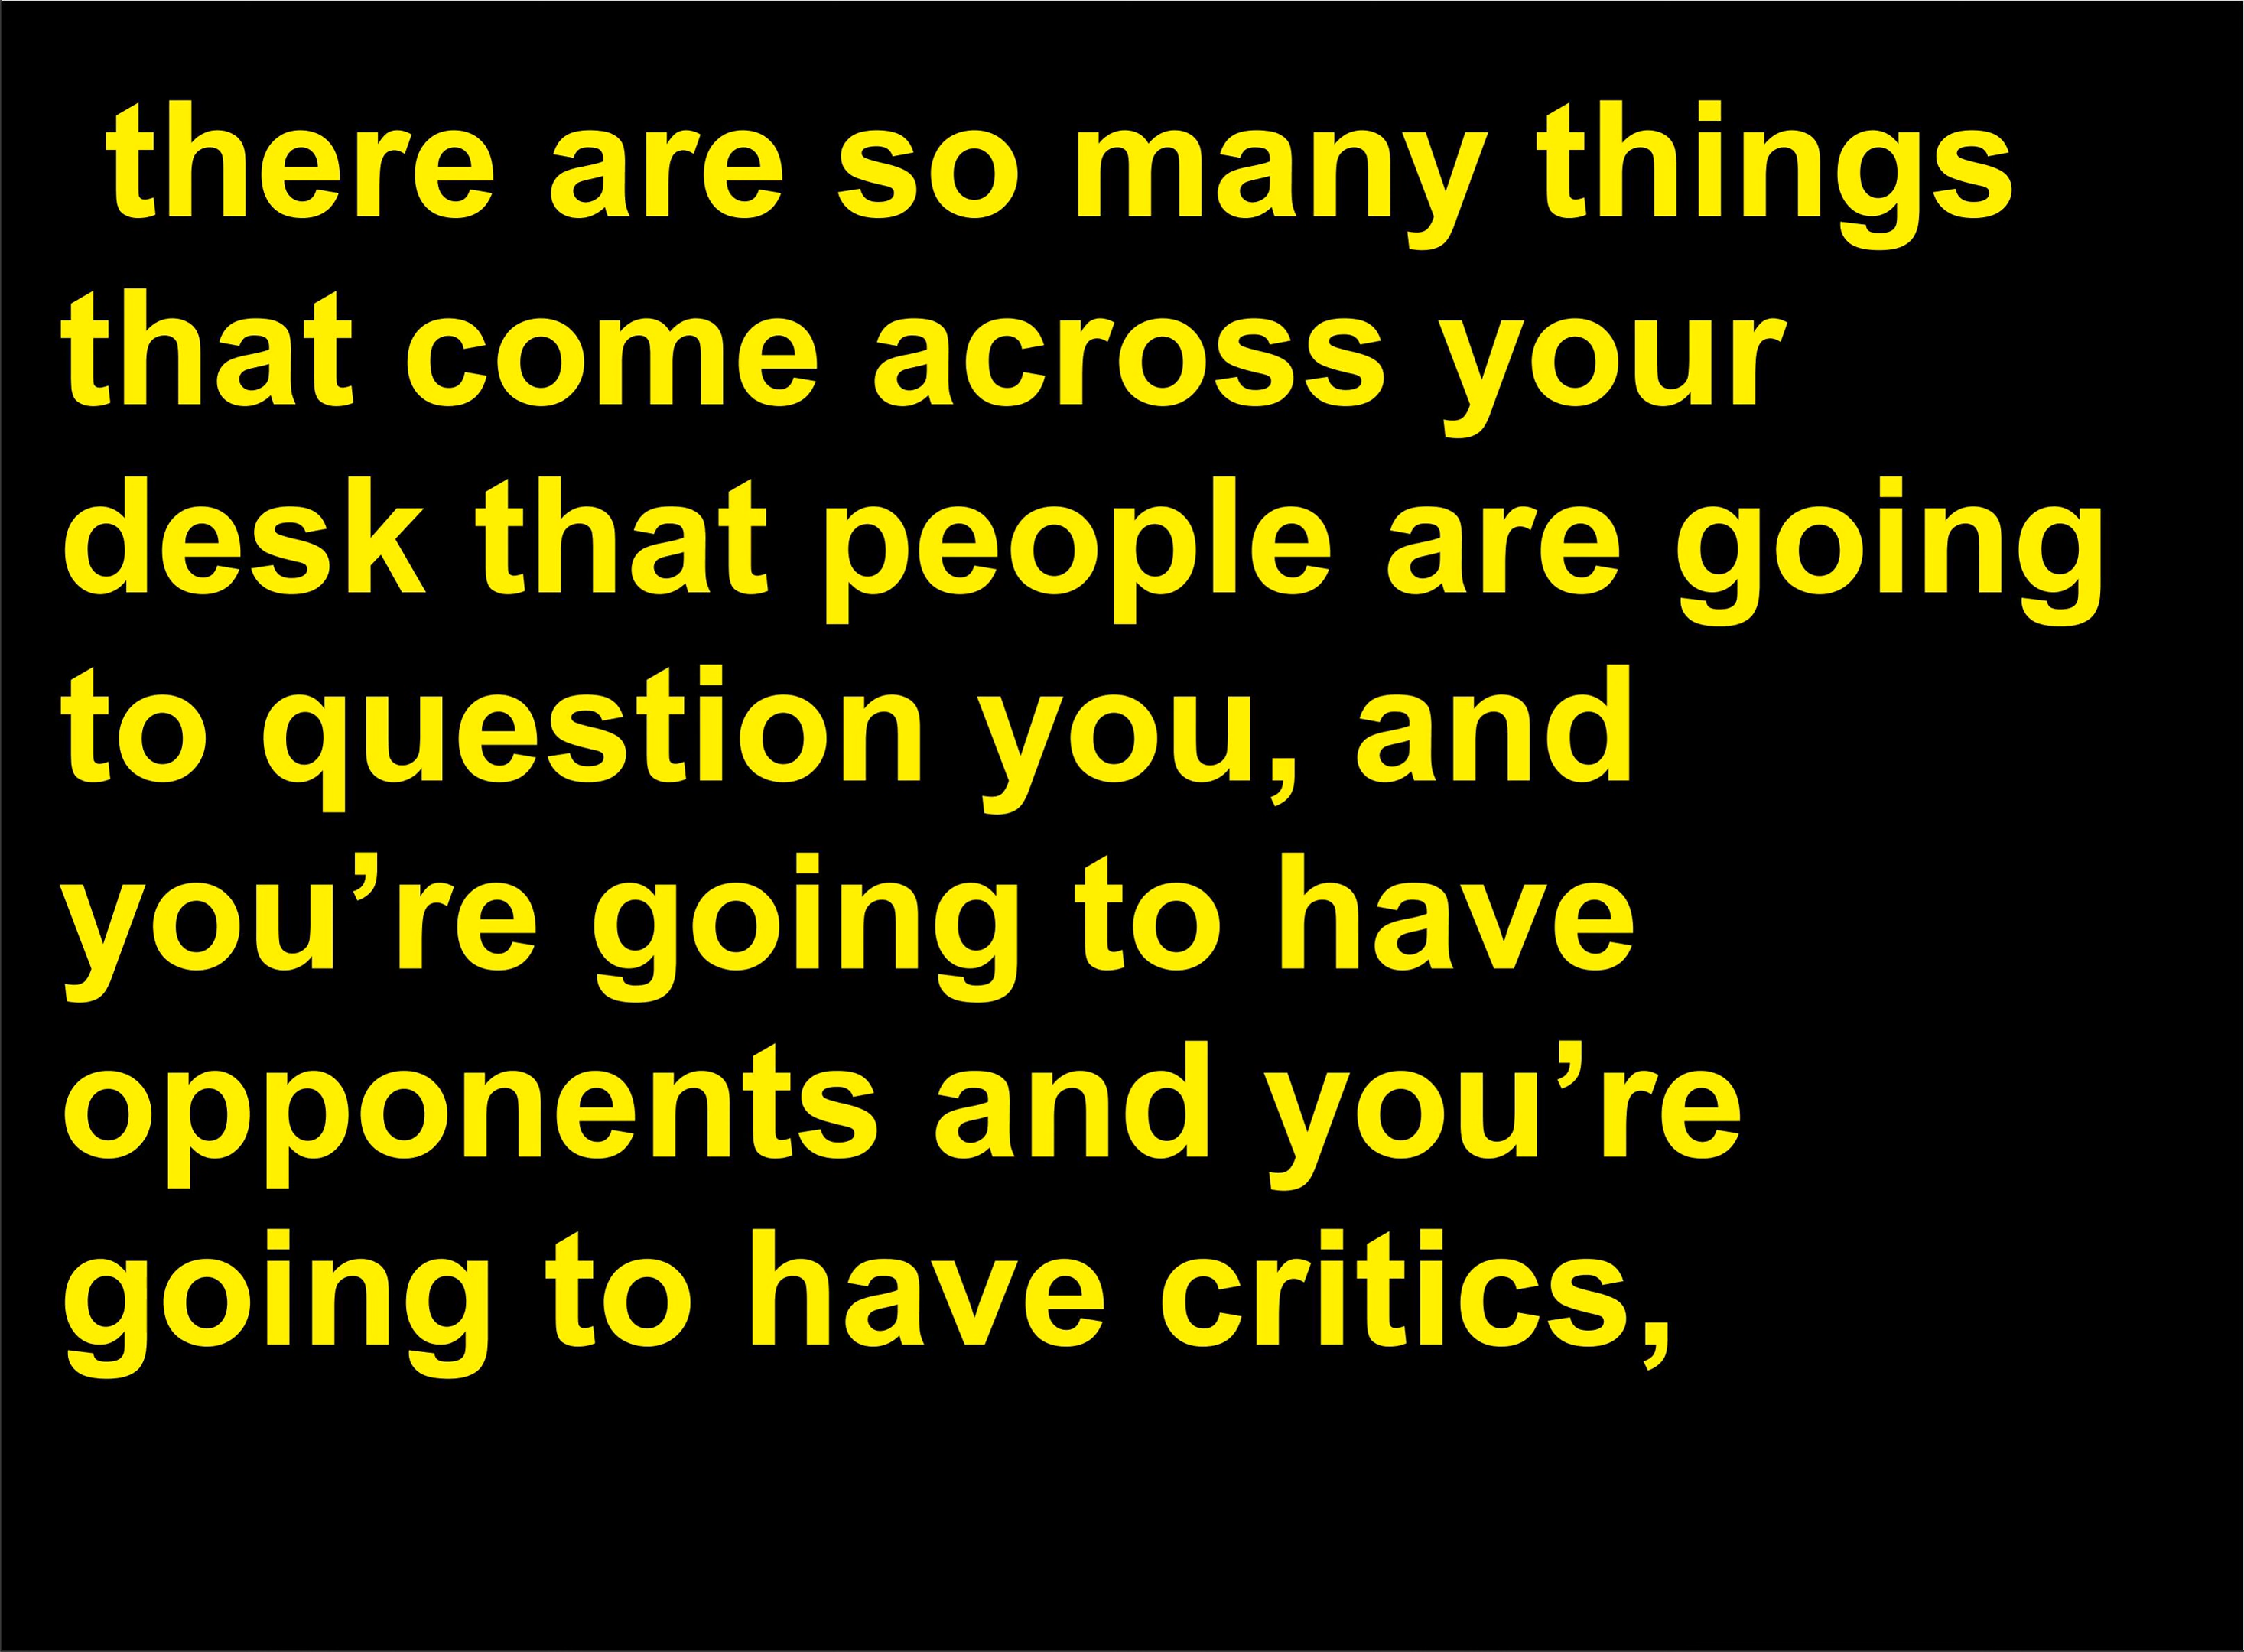 there are so many things
that come across your
desk that people are going
to question you, and
you’re going to have
opponents and you’re
going to have critics,